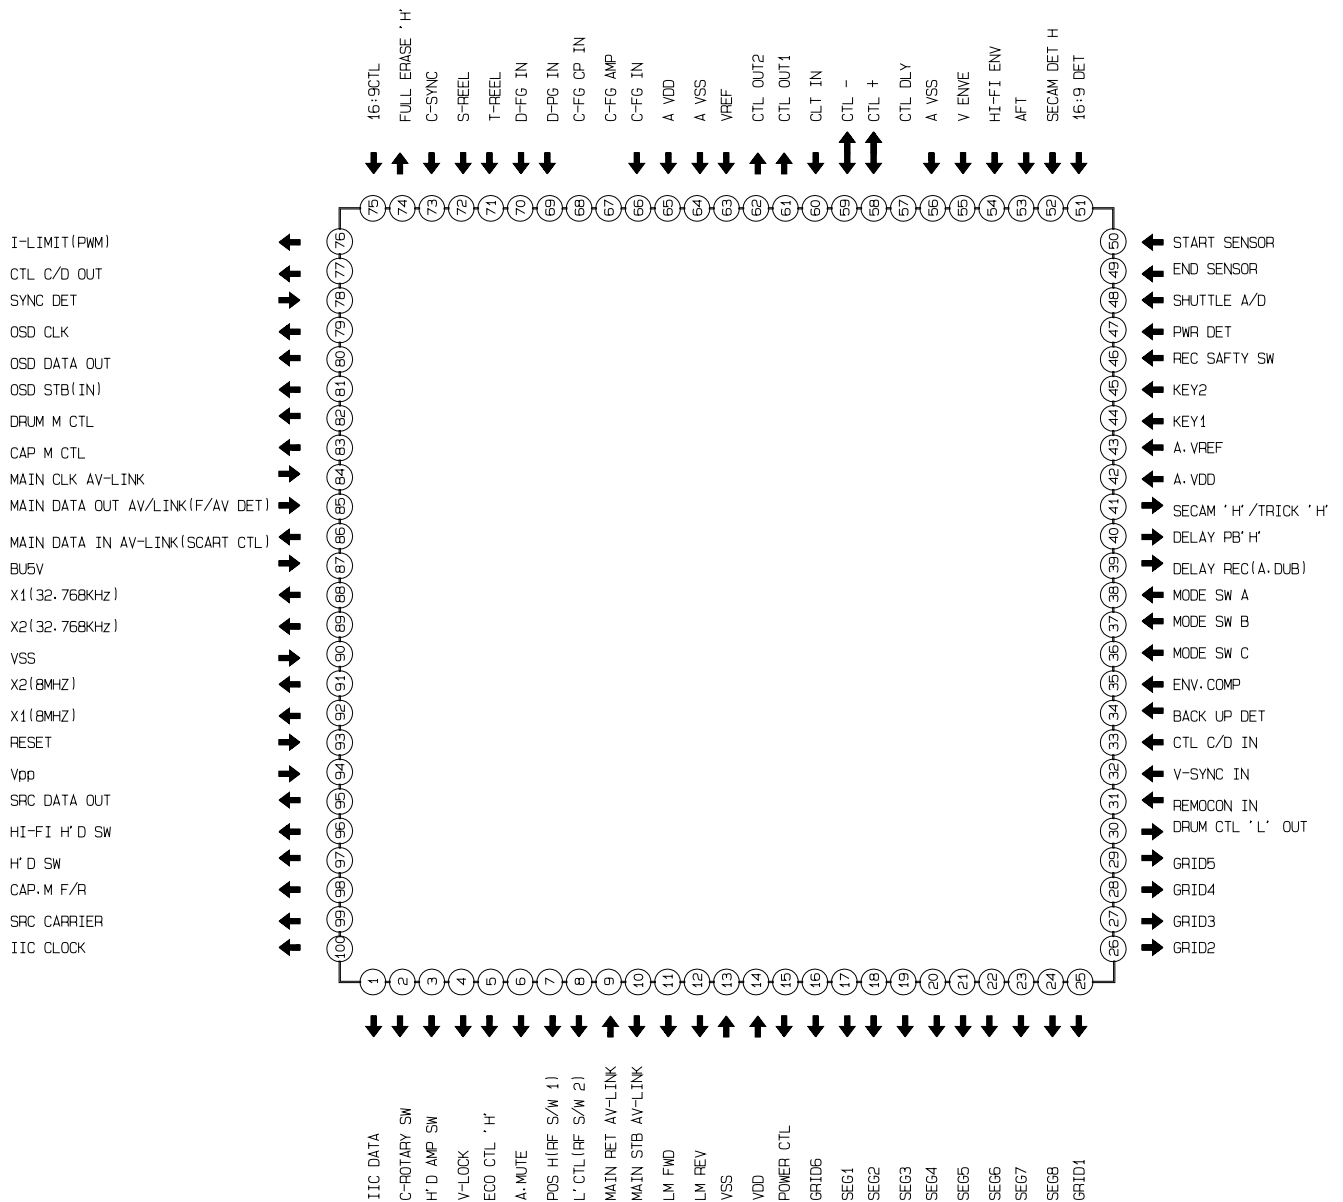 16:9CTL
FULL ERASE 'H'
C-SYNC
S-REEL
T-REEL
D-FG IN
D-PG IN
C-FG CP IN
C-FG AMP
C-FG IN
A VDD
A VSS
VREF
CTL OUT2
CTL OUT1
CLT IN
CTL -
CTL +
CTL DLY
A VSS
V ENVE
HI-FI ENV
AFT
SECAM DET H
16:9 DET
75 74 73 72 71 70 69 68 67 66 65 64 63 62 61 60 59 58 57 56 55 54 53 52 51
I-LIMIT(PWM) 76
CTL C/D OUT 77
SYNC DET 78
OSD CLK 79
OSD DATA OUT 80
OSD STB(IN) 81
DRUM M CTL 82
CAP M CTL 83
MAIN CLK AV-LINK 84
MAIN DATA OUT AV/LINK(F/AV DET) 85
MAIN DATA IN AV-LINK(SCART CTL) 86
BU5V 87
X1(32.768KHz) 88
X2(32.768KHz) 89
VSS 90
X2(8MHZ) 91
X1(8MHZ) 92
RESET 93
Vpp 94
SRC DATA OUT 95
HI-FI H'D SW 96
H'D SW 97
CAP.M F/R 98
SRC CARRIER 99
IIC CLOCK 100
50 START SENSOR
49 END SENSOR
48 SHUTTLE A/D
47 PWR DET
46 REC SAFTY SW
45 KEY2
44 KEY1
43 A.VREF
42 A.VDD
41 SECAM 'H'/TRICK 'H'
40 DELAY PB'H'
39 DELAY REC(A.DUB)
38 MODE SW A
37 MODE SW B
36 MODE SW C
35 ENV.COMP
34 BACK UP DET
33 CTL C/D IN
32 V-SYNC IN
31 REMOCON IN
30 DRUM CTL 'L' OUT
29 GRID5
28 GRID4
27 GRID3
26 GRID2
1 2 3 4 5 6 7 8 9 10 11 12 13 14 15 16 17 18 19 20 21 22 23 24 25
IIC DATA
C-ROTARY SW
H'D AMP SW
V-LOCK
ECO CTL 'H'
A.MUTE
POS H(RF S/W 1)
L'CTL(RF S/W 2)
MAIN RET AV-LINK
MAIN STB AV-LINK
LM FWD
LM REV
VSS
VDD
POWER CTL
GRID6
SEG1
SEG2
SEG3
SEG4
SEG5
SEG6
SEG7
SEG8
GRID1